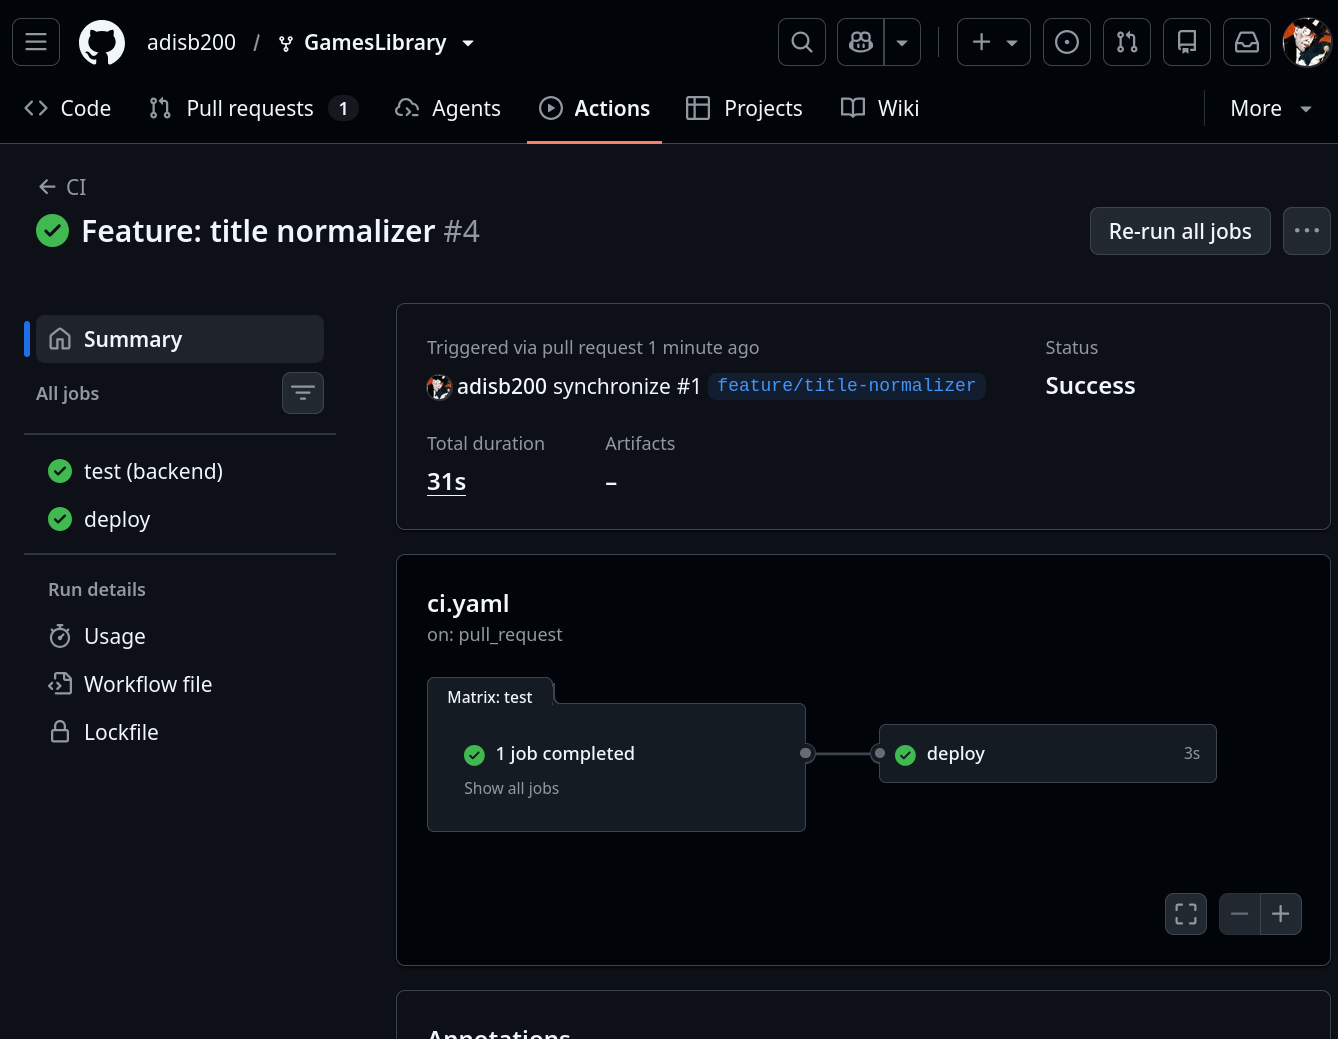 adisb200 / GamesLibrary
Code Pull requests 1 Agents Actions Projects Wiki More
CI
Feature: title normalizer #4
Re-run all jobs
Summary
All jobs
test (backend)
deploy
Run details
Usage
Workflow file
Lockfile
Triggered via pull request 1 minute ago
adisb200 synchronize #1 feature/title-normalizer
Status
Success
Total duration
31s
Artifacts
–
ci.yaml
on: pull_request
Matrix: test
1 job completed
Show all jobs
deploy 3s
Annotations